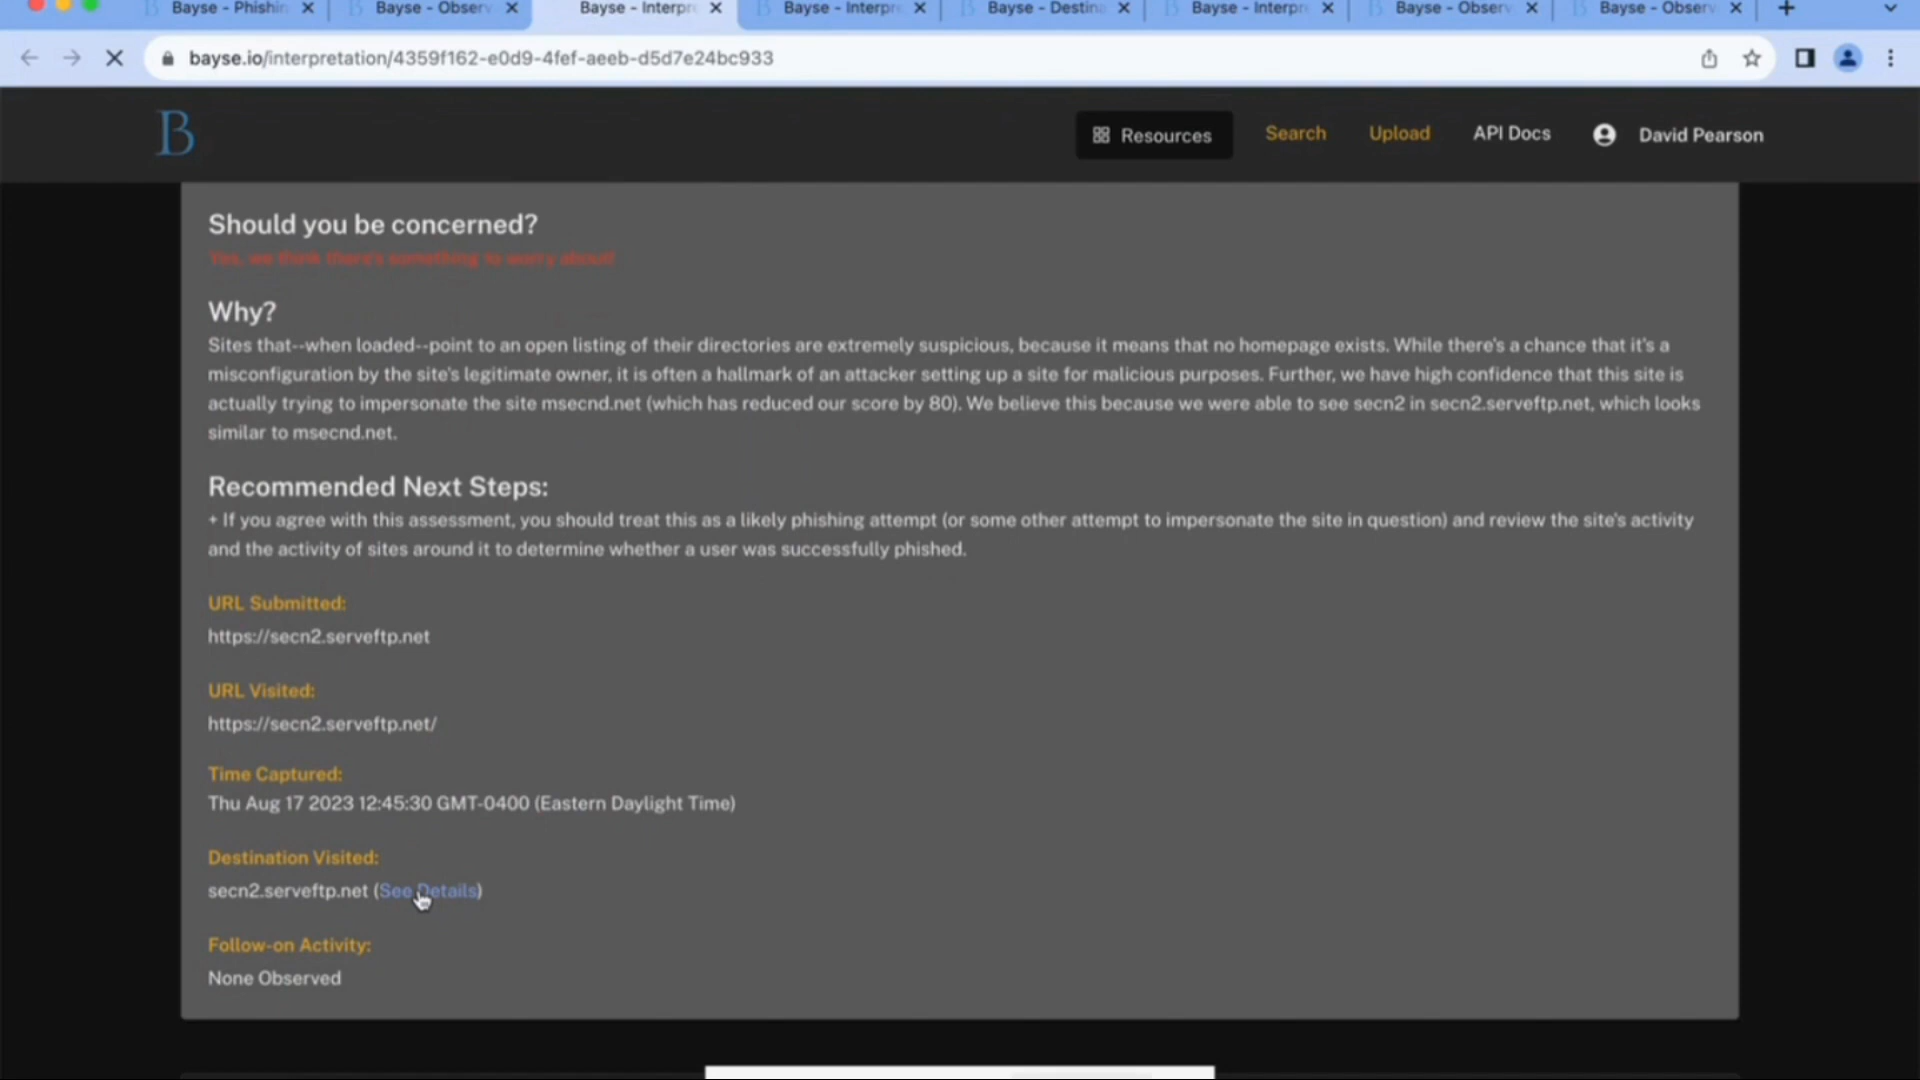 Bayse - Phishin
Bayse - Observ
Bayse - Interpr
Bayse - Interpr
Bayse - Destina
Bayse - Interpr
Bayse - Observ
Bayse - Observ
bayse.io/interpretation/4359f162-e0d9-4fef-aeeb-d5d7e24bc933
B
Resources
Search
Upload
API Docs
David Pearson
Should you be concerned?
Yes, we think there's something to worry about!
Why?
Sites that--when loaded--point to an open listing of their directories are extremely suspicious, because it means that no homepage exists. While there's a chance that it's a
misconfiguration by the site's legitimate owner, it is often a hallmark of an attacker setting up a site for malicious purposes. Further, we have high confidence that this site is
actually trying to impersonate the site msecnd.net (which has reduced our score by 80). We believe this because we were able to see secn2 in secn2.serveftp.net, which looks
similar to msecnd.net.
Recommended Next Steps:
+ If you agree with this assessment, you should treat this as a likely phishing attempt (or some other attempt to impersonate the site in question) and review the site's activity
and the activity of sites around it to determine whether a user was successfully phished.
URL Submitted:
https://secn2.serveftp.net
URL Visited:
https://secn2.serveftp.net/
Time Captured:
Thu Aug 17 2023 12:45:30 GMT-0400 (Eastern Daylight Time)
Destination Visited:
secn2.serveftp.net (See Details)
Follow-on Activity:
None Observed